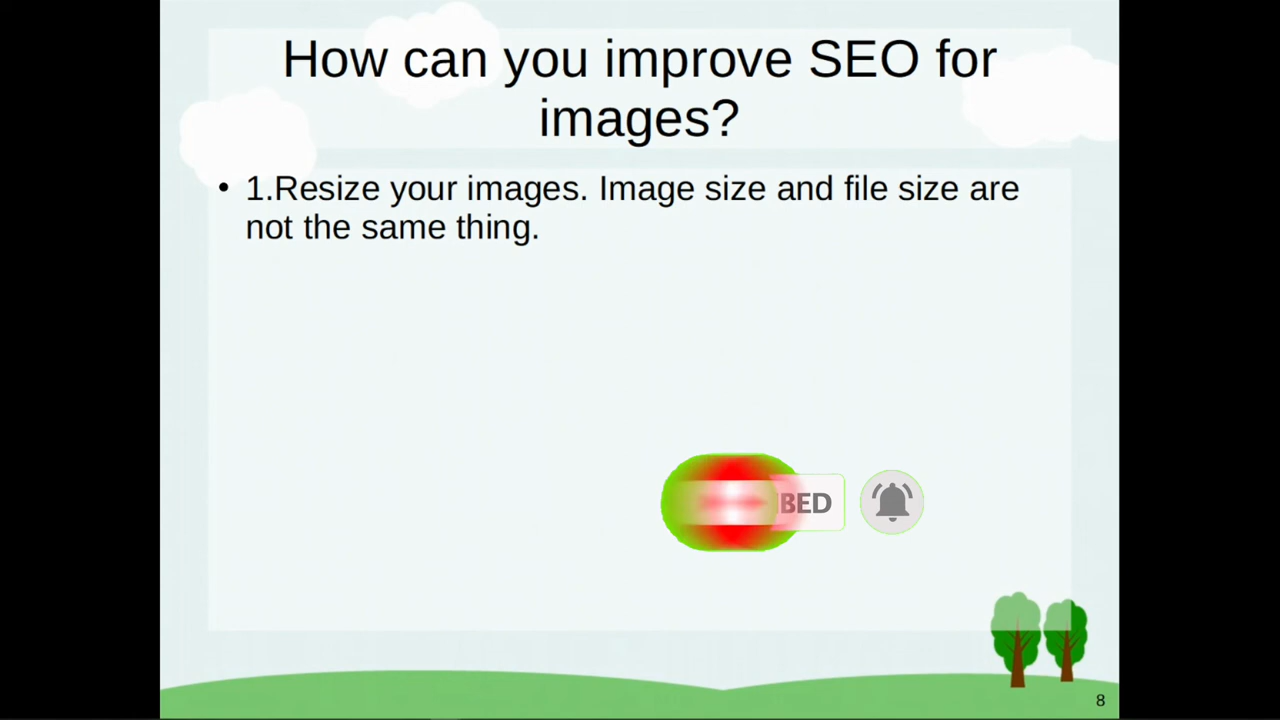 How can you improve SEO for
images?
• 1.Resize your images. Image size and file size are
not the same thing.
BED
8